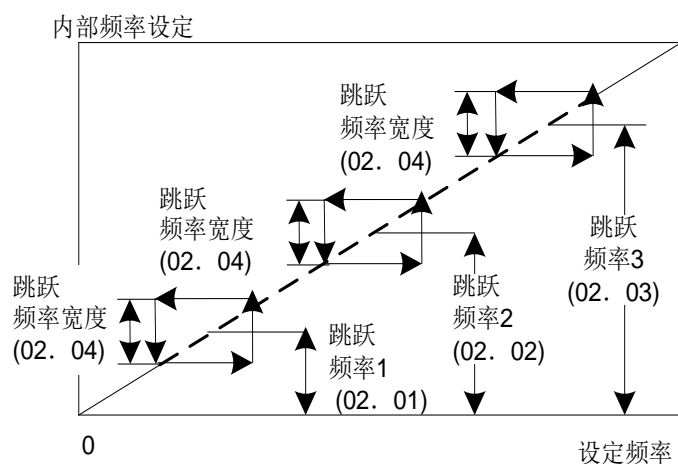 内部频率设定
跳跃
频率宽度
(02. 04)
跳跃
频率宽度
(02. 04)
跳跃
频率宽度
(02. 04)
跳跃
频率3
(02. 03)
跳跃
频率2
(02. 02)
跳跃
频率1
(02. 01)
0
设定频率